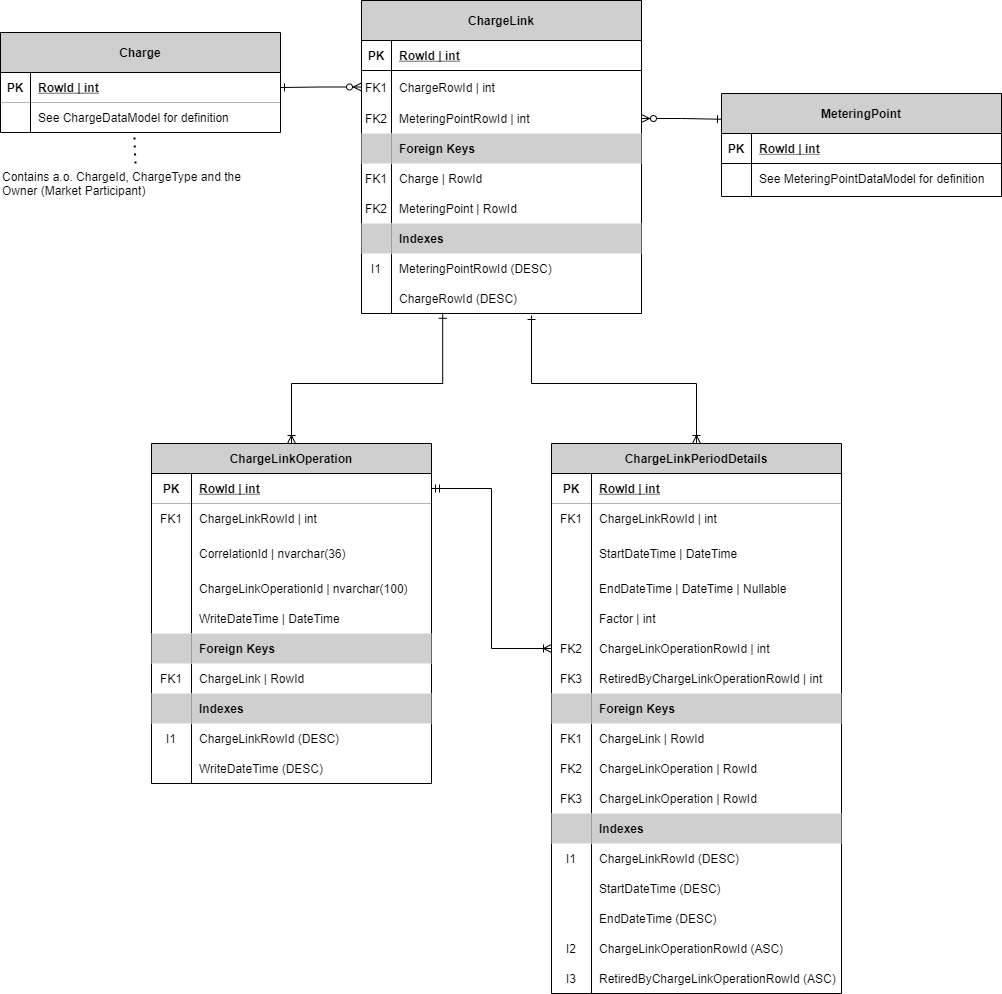 ChargeLink
PK RowId | int
FK1 ChargeRowId | int
FK2 MeteringPointRowId | int
Foreign Keys
FK1 Charge | RowId
FK2 MeteringPoint | RowId
Indexes
I1 MeteringPointRowId (DESC)
ChargeRowId (DESC)
Charge
PK RowId | int
See ChargeDataModel for definition
Contains a.o. ChargeId, ChargeType and the
Owner (Market Participant)
MeteringPoint
PK RowId | int
See MeteringPointDataModel for definition
ChargeLinkOperation
PK RowId | int
FK1 ChargeLinkRowId | int
CorrelationId | nvarchar(36)
ChargeLinkOperationId | nvarchar(100)
WriteDateTime | DateTime
Foreign Keys
FK1 ChargeLink | RowId
Indexes
I1 ChargeLinkRowId (DESC)
WriteDateTime (DESC)
ChargeLinkPeriodDetails
PK RowId | int
FK1 ChargeLinkRowId | int
StartDateTime | DateTime
EndDateTime | DateTime | Nullable
Factor | int
FK2 ChargeLinkOperationRowId | int
FK3 RetiredByChargeLinkOperationRowId | int
Foreign Keys
FK1 ChargeLink | RowId
FK2 ChargeLinkOperation | RowId
FK3 ChargeLinkOperation | RowId
Indexes
I1 ChargeLinkRowId (DESC)
StartDateTime (DESC)
EndDateTime (DESC)
I2 ChargeLinkOperationRowId (ASC)
I3 RetiredByChargeLinkOperationRowId (ASC)